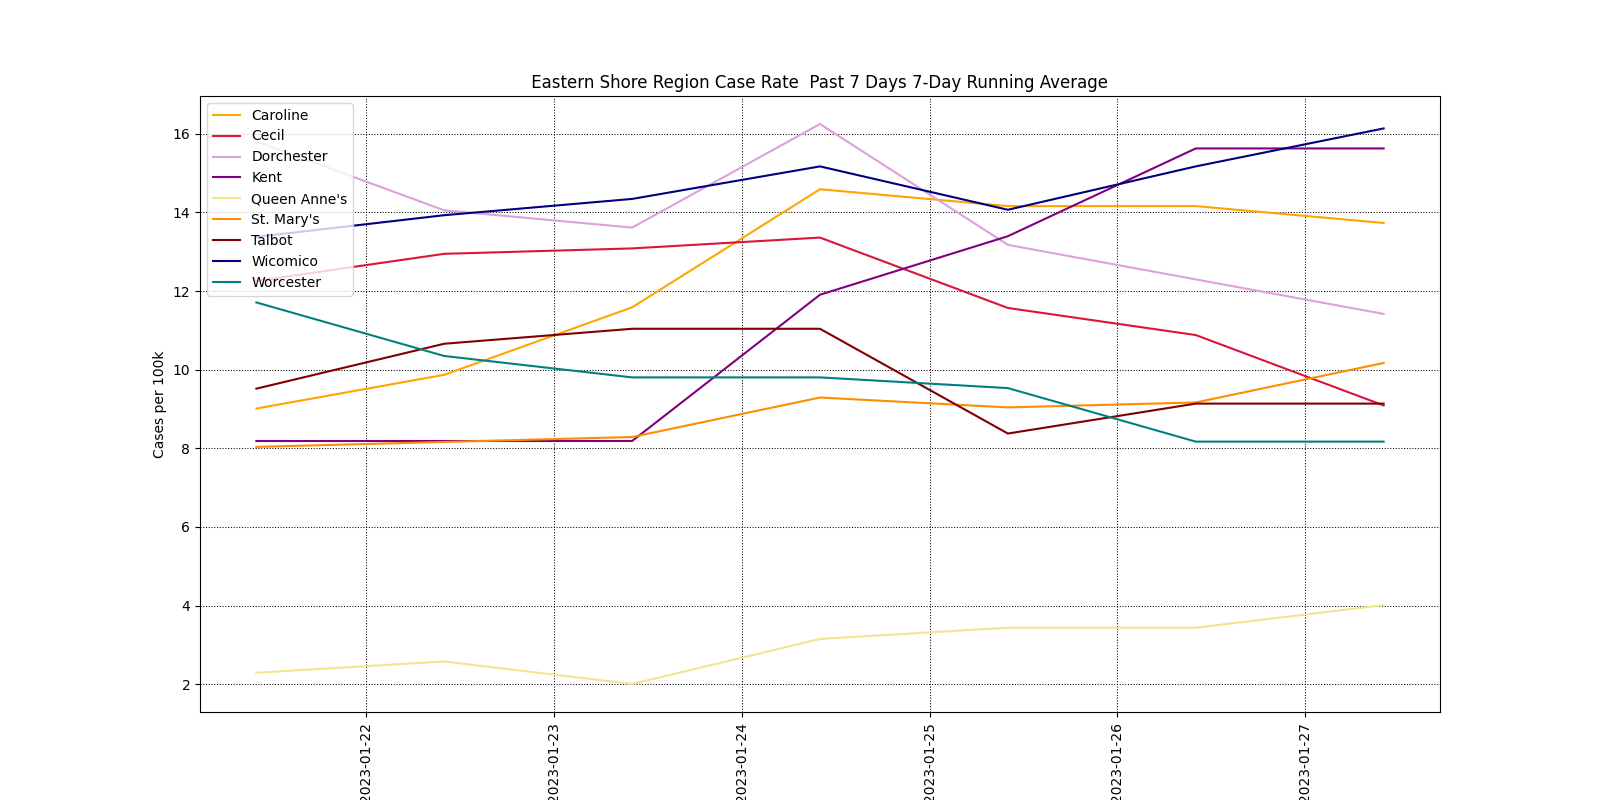 Eastern Shore Region Case Rate  Past 7 Days 7-Day Running Average
Caroline
Cecil
Dorchester
Kent
Queen Anne's
St. Mary's
Talbot
Wicomico
Worcester
16
14
12
10
8
6
4
2
Cases per 100k
2023-01-22
2023-01-23
2023-01-24
2023-01-25
2023-01-26
2023-01-27